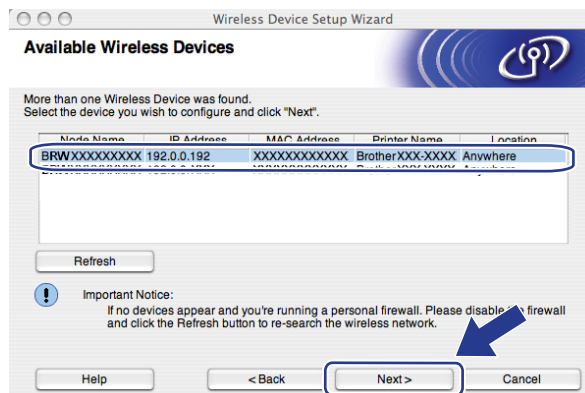 Wireless Device Setup Wizard
Available Wireless Devices
More than one Wireless Device was found.
Select the device you wish to configure and click "Next".
Node Name IP Address MAC Address Printer Name Location
BRWXXXXXXXXX 192.0.0.192 XXXXXXXXXXXX BrotherXXX-XXXX Anywhere
Refresh
Important Notice:
If no devices appear and you're running a personal firewall. Please disable the firewall
and click the Refresh button to re-search the wireless network.
Help < Back Next > Cancel